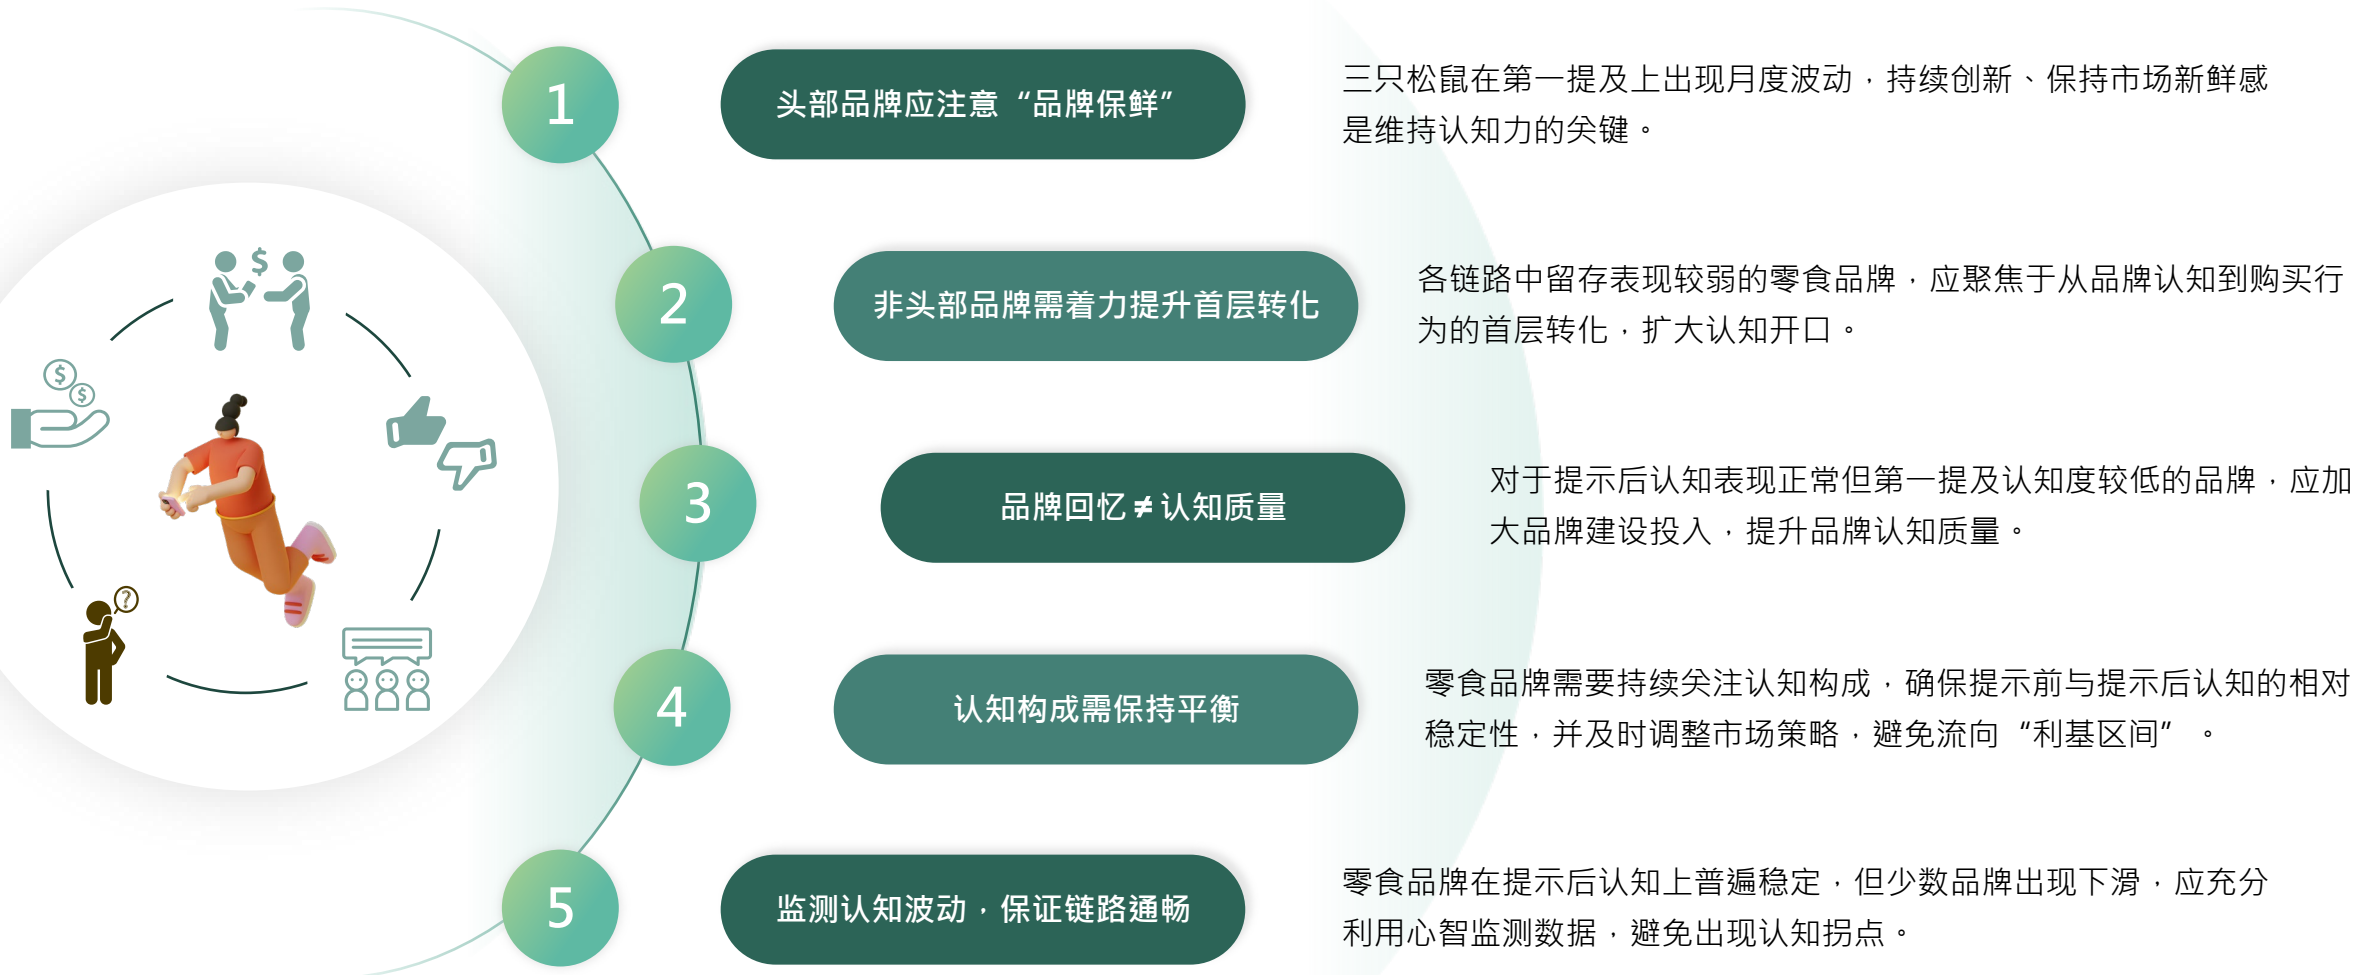 1
头部品牌应注意“品牌保鲜”
三只松鼠在第一提及上出现月度波动，持续创新、保持市场新鲜感
是维持认知力的关键。
2
非头部品牌需着力提升首层转化
各链路中留存表现较弱的零食品牌，应聚焦于从品牌认知到购买行
为的首层转化，扩大认知开口。
3
品牌回忆≠认知质量
对于提示后认知表现正常但第一提及认知度较低的品牌，应加
大品牌建设投入，提升品牌认知质量。
4
认知构成需保持平衡
零食品牌需要持续关注认知构成，确保提示前与提示后认知的相对
稳定性，并及时调整市场策略，避免流向“利基区间”。
5
监测认知波动，保证链路通畅
零食品牌在提示后认知上普遍稳定，但少数品牌出现下滑，应充分
利用心智监测数据，避免出现认知拐点。
$
$
$
?